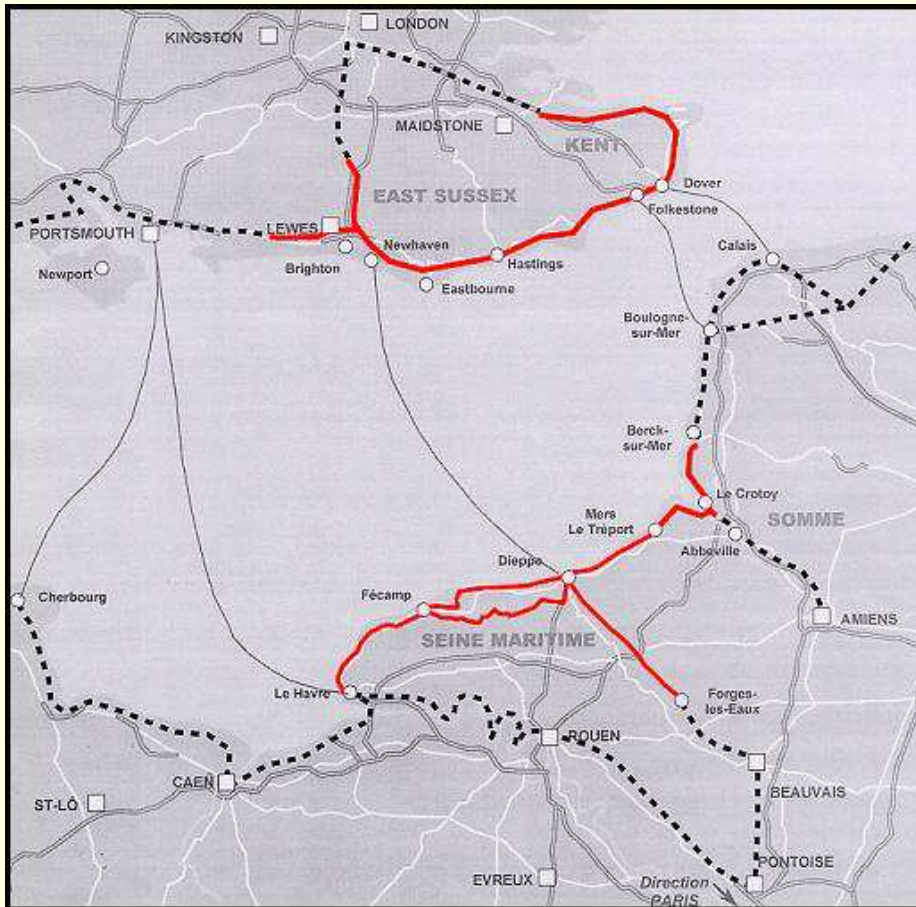 LONDON
KINGSTON
MAIDSTONE
KENT
Dover
EAST SUSSEX
Folkestone
LEWES
PORTSMOUTH
Newhaven
Calais
Newport
Brighton
Hastings
Eastbourne
Boulogne-
sur-Mer
Berck-
sur-Mer
Le Crotoy
Mers
Le Tréport
SOMME
Abbeville
Dieppe
Fécamp
Cherbourg
AMIENS
SEINE MARITIME
Le Havre
Forges-
les-Eaux
ROUEN
CAEN
BEAUVAIS
ST-LÔ
PONTOISE
EVREUX
Direction
PARIS